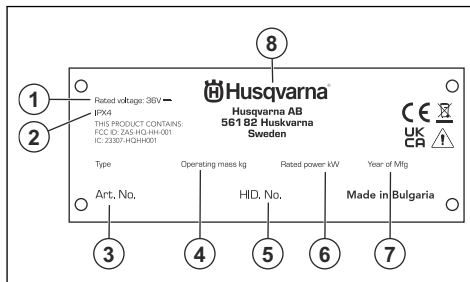 8
Husqvarna
Husqvarna AB
561 82 Huskvarna
Sweden
1
Rated voltage: 36V
2
IPX4
THIS PRODUCT CONTAINS:
FCC ID: ZAS-HQ-HH-001
IC: 23307-HQHH001
CE
UK
CA
Type
Operating mass kg
Rated power kW
Year of Mfg
Art. No.
HID. No.
Made in Bulgaria
3
4
5
6
7